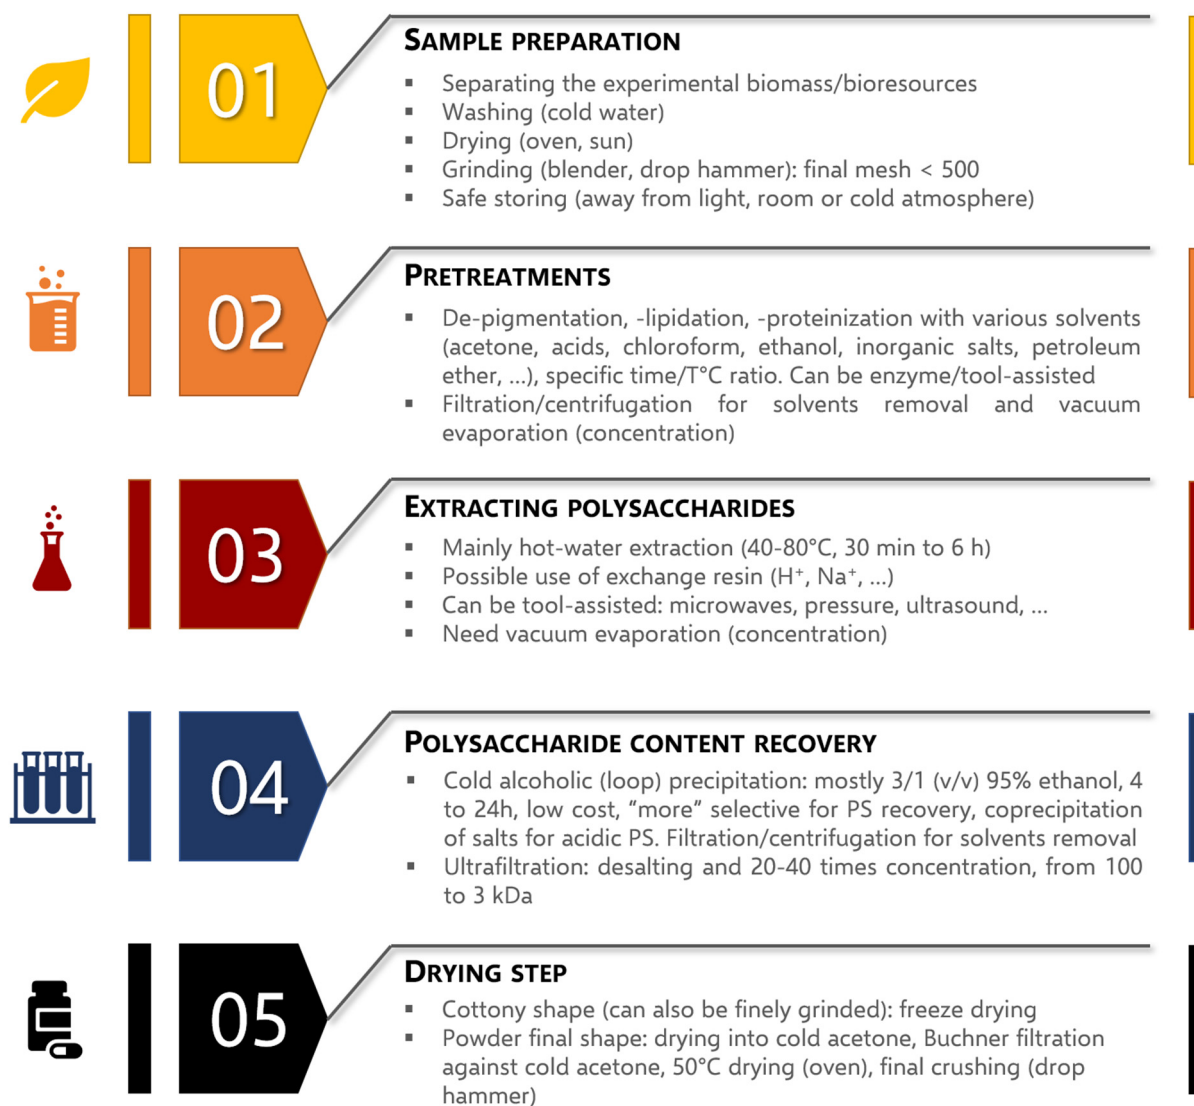 01
SAMPLE PREPARATION
▪ Separating the experimental biomass/bioresources
▪ Washing (cold water)
▪ Drying (oven, sun)
▪ Grinding (blender, drop hammer): final mesh < 500
▪ Safe storing (away from light, room or cold atmosphere)
02
PRETREATMENTS
▪ De-pigmentation, -lipidation, -proteinization with various solvents
(acetone, acids, chloroform, ethanol, inorganic salts, petroleum
ether, ...), specific time/T°C ratio. Can be enzyme/tool-assisted
▪ Filtration/centrifugation for solvents removal and vacuum
evaporation (concentration)
03
EXTRACTING POLYSACCHARIDES
▪ Mainly hot-water extraction (40-80°C, 30 min to 6 h)
▪ Possible use of exchange resin (H⁺, Na⁺, ...)
▪ Can be tool-assisted: microwaves, pressure, ultrasound, ...
▪ Need vacuum evaporation (concentration)
04
POLYSACCHARIDE CONTENT RECOVERY
▪ Cold alcoholic (loop) precipitation: mostly 3/1 (v/v) 95% ethanol, 4
to 24h, low cost, “more” selective for PS recovery, coprecipitation
of salts for acidic PS. Filtration/centrifugation for solvents removal
▪ Ultrafiltration: desalting and 20-40 times concentration, from 100
to 3 kDa
05
DRYING STEP
▪ Cottony shape (can also be finely grinded): freeze drying
▪ Powder final shape: drying into cold acetone, Buchner filtration
against cold acetone, 50°C drying (oven), final crushing (drop
hammer)